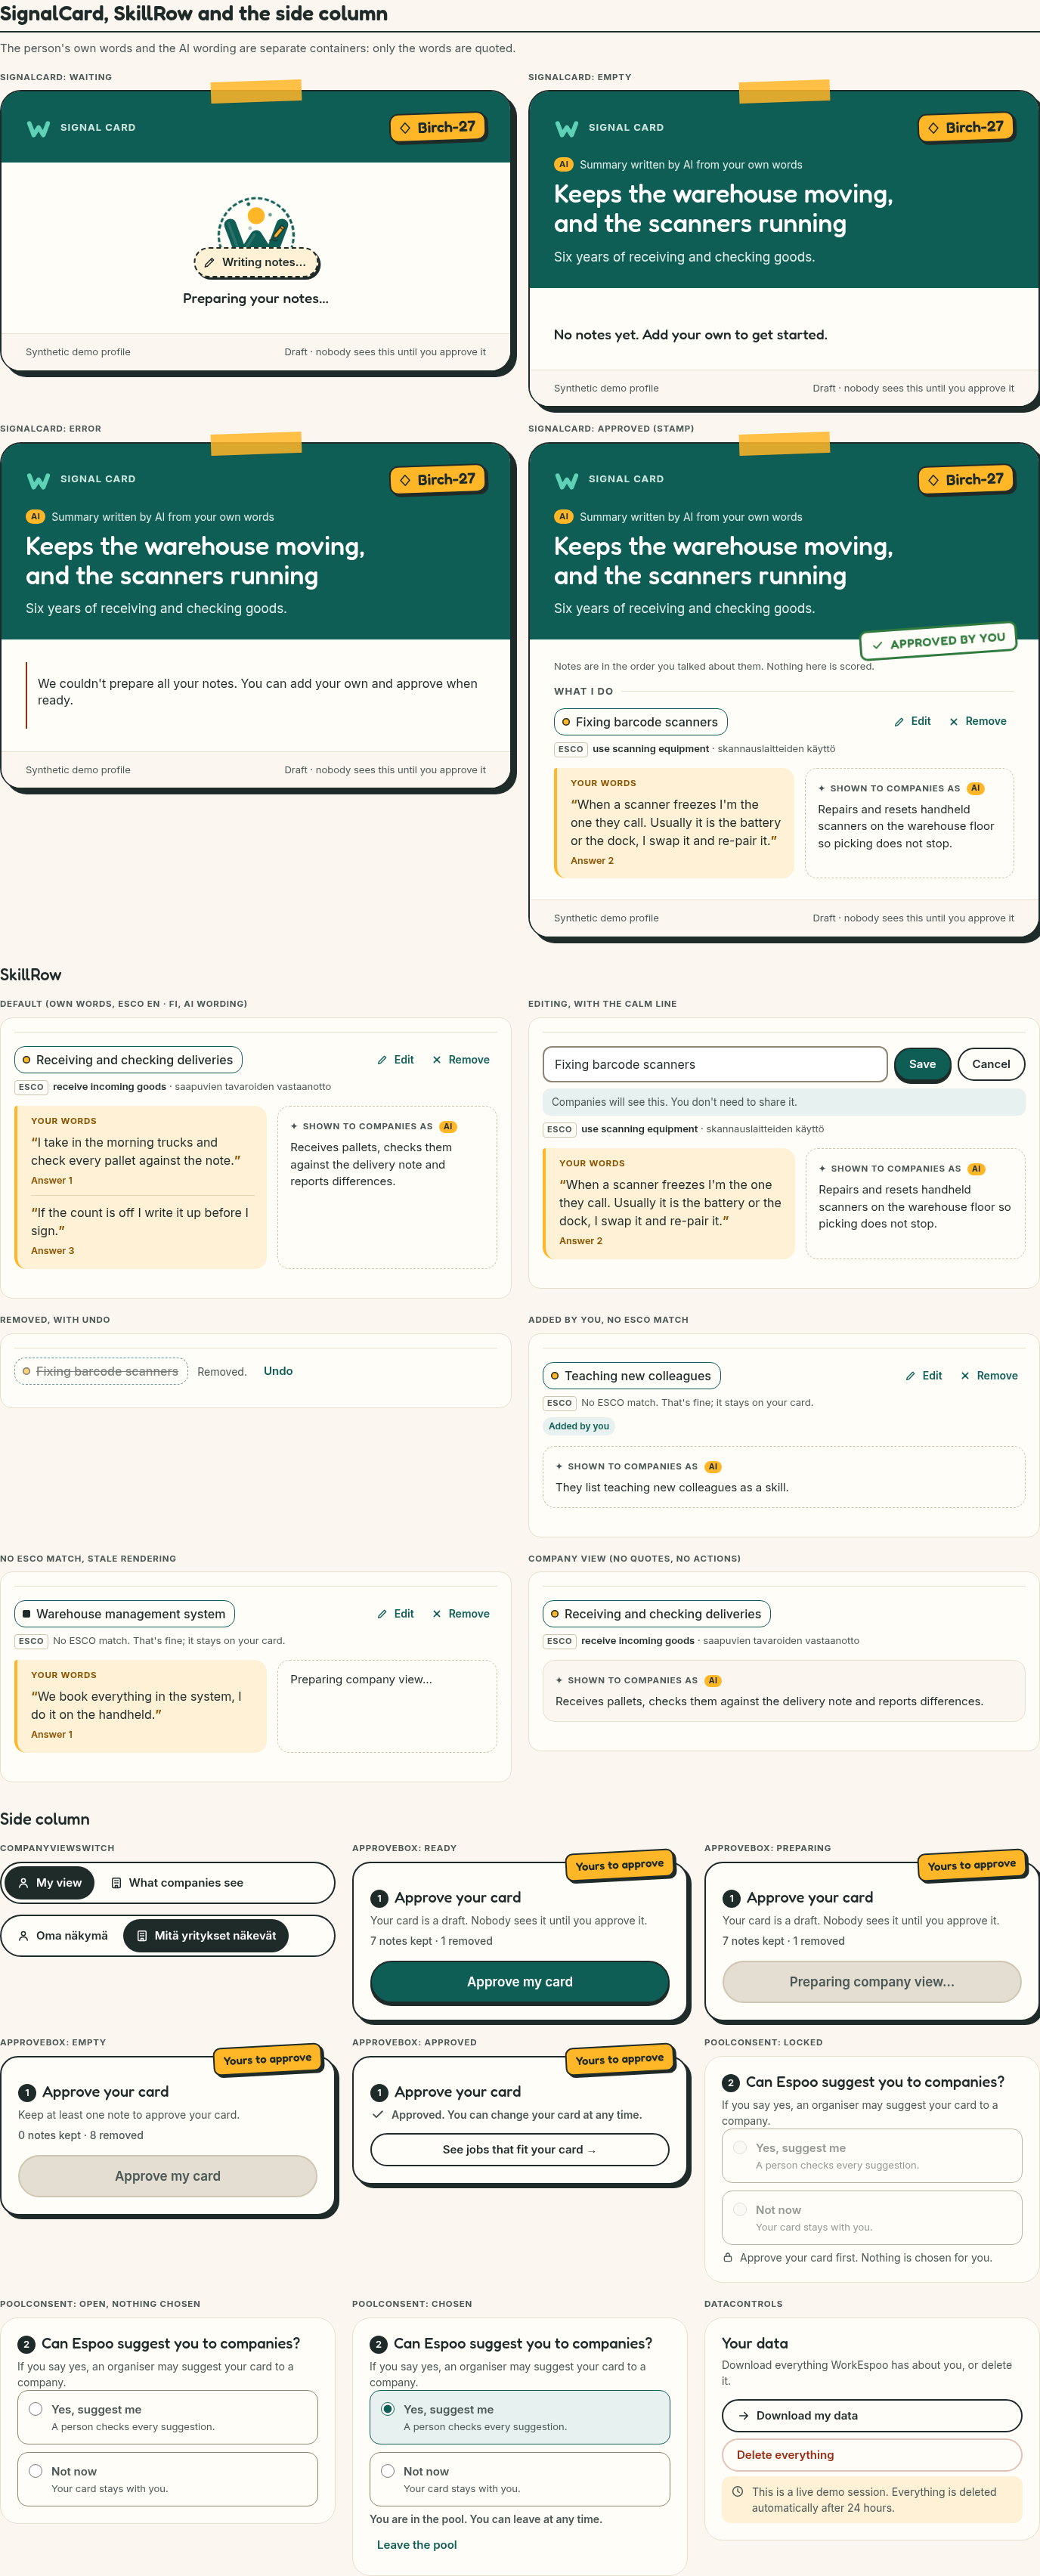 SignalCard, SkillRow and the side column
The person's own words and the AI wording are separate containers: only the words are quoted.
SIGNALCARD: WAITING
SIGNAL CARD
Birch-27
Writing notes...
Preparing your notes...
Synthetic demo profile
Draft · nobody sees this until you approve it
SIGNALCARD: EMPTY
SIGNAL CARD
Birch-27
AI Summary written by AI from your own words
Keeps the warehouse moving,
and the scanners running
Six years of receiving and checking goods.
No notes yet. Add your own to get started.
Synthetic demo profile
Draft · nobody sees this until you approve it
SIGNALCARD: ERROR
SIGNAL CARD
Birch-27
AI Summary written by AI from your own words
Keeps the warehouse moving,
and the scanners running
Six years of receiving and checking goods.
We couldn't prepare all your notes. You can add your own and approve when
ready.
Synthetic demo profile
Draft · nobody sees this until you approve it
SIGNALCARD: APPROVED (STAMP)
SIGNAL CARD
Birch-27
AI Summary written by AI from your own words
Keeps the warehouse moving,
and the scanners running
Six years of receiving and checking goods.
APPROVED BY YOU
Notes are in the order you talked about them. Nothing here is scored.
WHAT I DO
Fixing barcode scanners
Edit
Remove
ESCO use scanning equipment · skannauslaitteiden käyttö
YOUR WORDS
“When a scanner freezes I'm the
one they call. Usually it is the battery
or the dock, I swap it and re-pair it.”
Answer 2
SHOWN TO COMPANIES AS AI
Repairs and resets handheld
scanners on the warehouse floor
so picking does not stop.
Synthetic demo profile
Draft · nobody sees this until you approve it
SkillRow
DEFAULT (OWN WORDS, ESCO EN · FI, AI WORDING)
Receiving and checking deliveries
Edit
Remove
ESCO receive incoming goods · saapuvien tavaroiden vastaanotto
YOUR WORDS
“I take in the morning trucks and
check every pallet against the note.”
Answer 1
“If the count is off I write it up before I
sign.”
Answer 3
SHOWN TO COMPANIES AS AI
Receives pallets, checks them
against the delivery note and
reports differences.
EDITING, WITH THE CALM LINE
Fixing barcode scanners
Save
Cancel
Companies will see this. You don't need to share it.
ESCO use scanning equipment · skannauslaitteiden käyttö
YOUR WORDS
“When a scanner freezes I'm the one
they call. Usually it is the battery or the
dock, I swap it and re-pair it.”
Answer 2
SHOWN TO COMPANIES AS AI
Repairs and resets handheld
scanners on the warehouse floor so
picking does not stop.
REMOVED, WITH UNDO
Fixing barcode scanners
Removed.
Undo
ADDED BY YOU, NO ESCO MATCH
Teaching new colleagues
Edit
Remove
ESCO No ESCO match. That's fine; it stays on your card.
Added by you
SHOWN TO COMPANIES AS AI
They list teaching new colleagues as a skill.
NO ESCO MATCH, STALE RENDERING
Warehouse management system
Edit
Remove
ESCO No ESCO match. That's fine; it stays on your card.
YOUR WORDS
“We book everything in the system, I
do it on the handheld.”
Answer 1
Preparing company view...
COMPANY VIEW (NO QUOTES, NO ACTIONS)
Receiving and checking deliveries
ESCO receive incoming goods · saapuvien tavaroiden vastaanotto
SHOWN TO COMPANIES AS AI
Receives pallets, checks them against the delivery note and reports differences.
Side column
COMPANYVIEWSWITCH
My view
What companies see
Oma näkymä
Mitä yritykset näkevät
APPROVEBOX: READY
Yours to approve
1 Approve your card
Your card is a draft. Nobody sees it until you approve it.
7 notes kept · 1 removed
Approve my card
APPROVEBOX: PREPARING
Yours to approve
1 Approve your card
Your card is a draft. Nobody sees it until you approve it.
7 notes kept · 1 removed
Preparing company view...
APPROVEBOX: EMPTY
Yours to approve
1 Approve your card
Keep at least one note to approve your card.
0 notes kept · 8 removed
Approve my card
APPROVEBOX: APPROVED
Yours to approve
1 Approve your card
Approved. You can change your card at any time.
See jobs that fit your card →
POOLCONSENT: LOCKED
2 Can Espoo suggest you to companies?
If you say yes, an organiser may suggest your card to a
company.
Yes, suggest me
A person checks every suggestion.
Not now
Your card stays with you.
Approve your card first. Nothing is chosen for you.
POOLCONSENT: OPEN, NOTHING CHOSEN
2 Can Espoo suggest you to companies?
If you say yes, an organiser may suggest your card to a
company.
Yes, suggest me
A person checks every suggestion.
Not now
Your card stays with you.
POOLCONSENT: CHOSEN
2 Can Espoo suggest you to companies?
If you say yes, an organiser may suggest your card to a
company.
Yes, suggest me
A person checks every suggestion.
Not now
Your card stays with you.
You are in the pool. You can leave at any time.
Leave the pool
DATACONTROLS
Your data
Download everything WorkEspoo has about you, or delete
it.
→ Download my data
Delete everything
This is a live demo session. Everything is deleted
automatically after 24 hours.